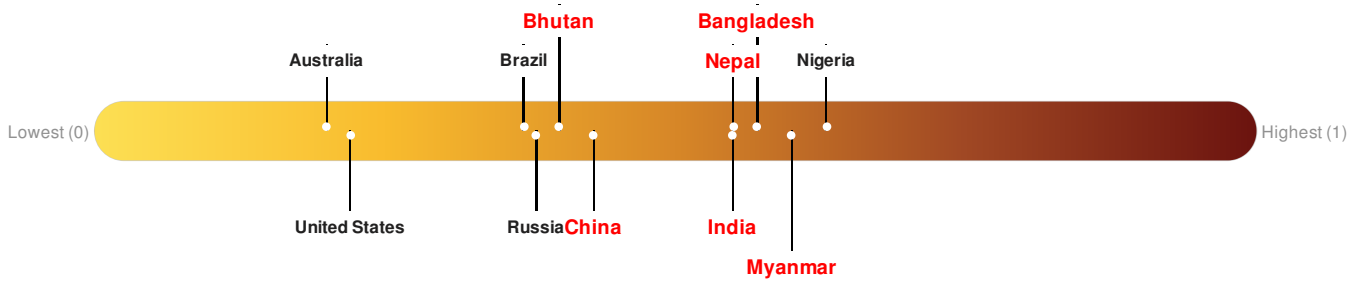 Bhutan
Bangladesh
Australia
Brazil
Nepal
Nigeria
Lowest (0)
Highest (1)
United States
Russia
China
India
Myanmar